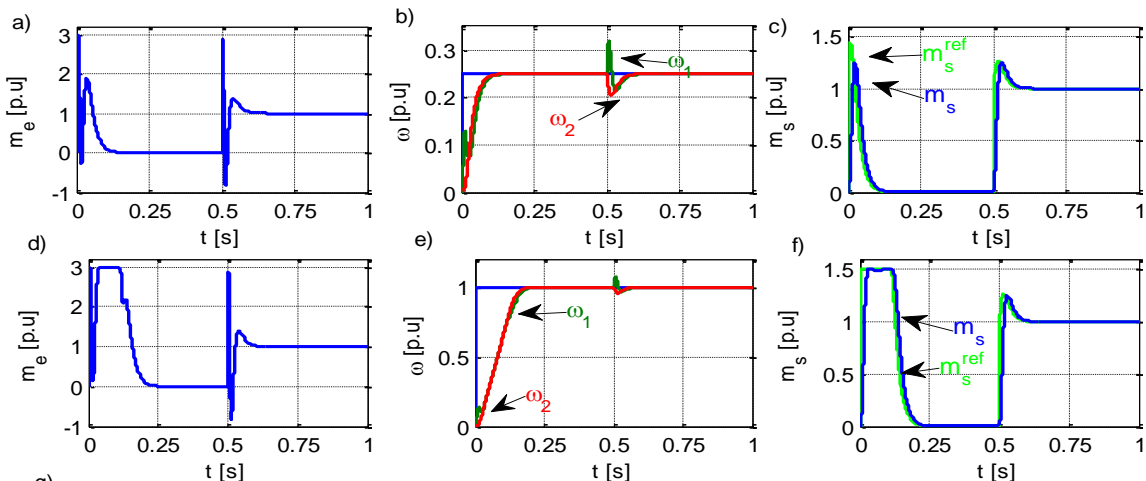 a)
3
2
1
0
-1
0 0.25 0.5 0.75 1
t [s]
m_e [p.u]
b)
0.3
0.2
0.1
0
0 0.25 0.5 0.75 1
t [s]
ω [p.u]
ω_1
ω_2
c)
1.5
1
0.5
0
0 0.25 0.5 0.75 1
t [s]
m_s [p.u]
m_s^ref
m_s
d)
3
2
1
0
-1
0 0.25 0.5 0.75 1
t [s]
m_e [p.u]
e)
1
0.5
0
0 0.25 0.5 0.75 1
t [s]
ω [p.u]
ω_1
ω_2
f)
1.5
1
0.5
0
0 0.25 0.5 0.75 1
t [s]
m_s [p.u]
m_s
m_s^ref